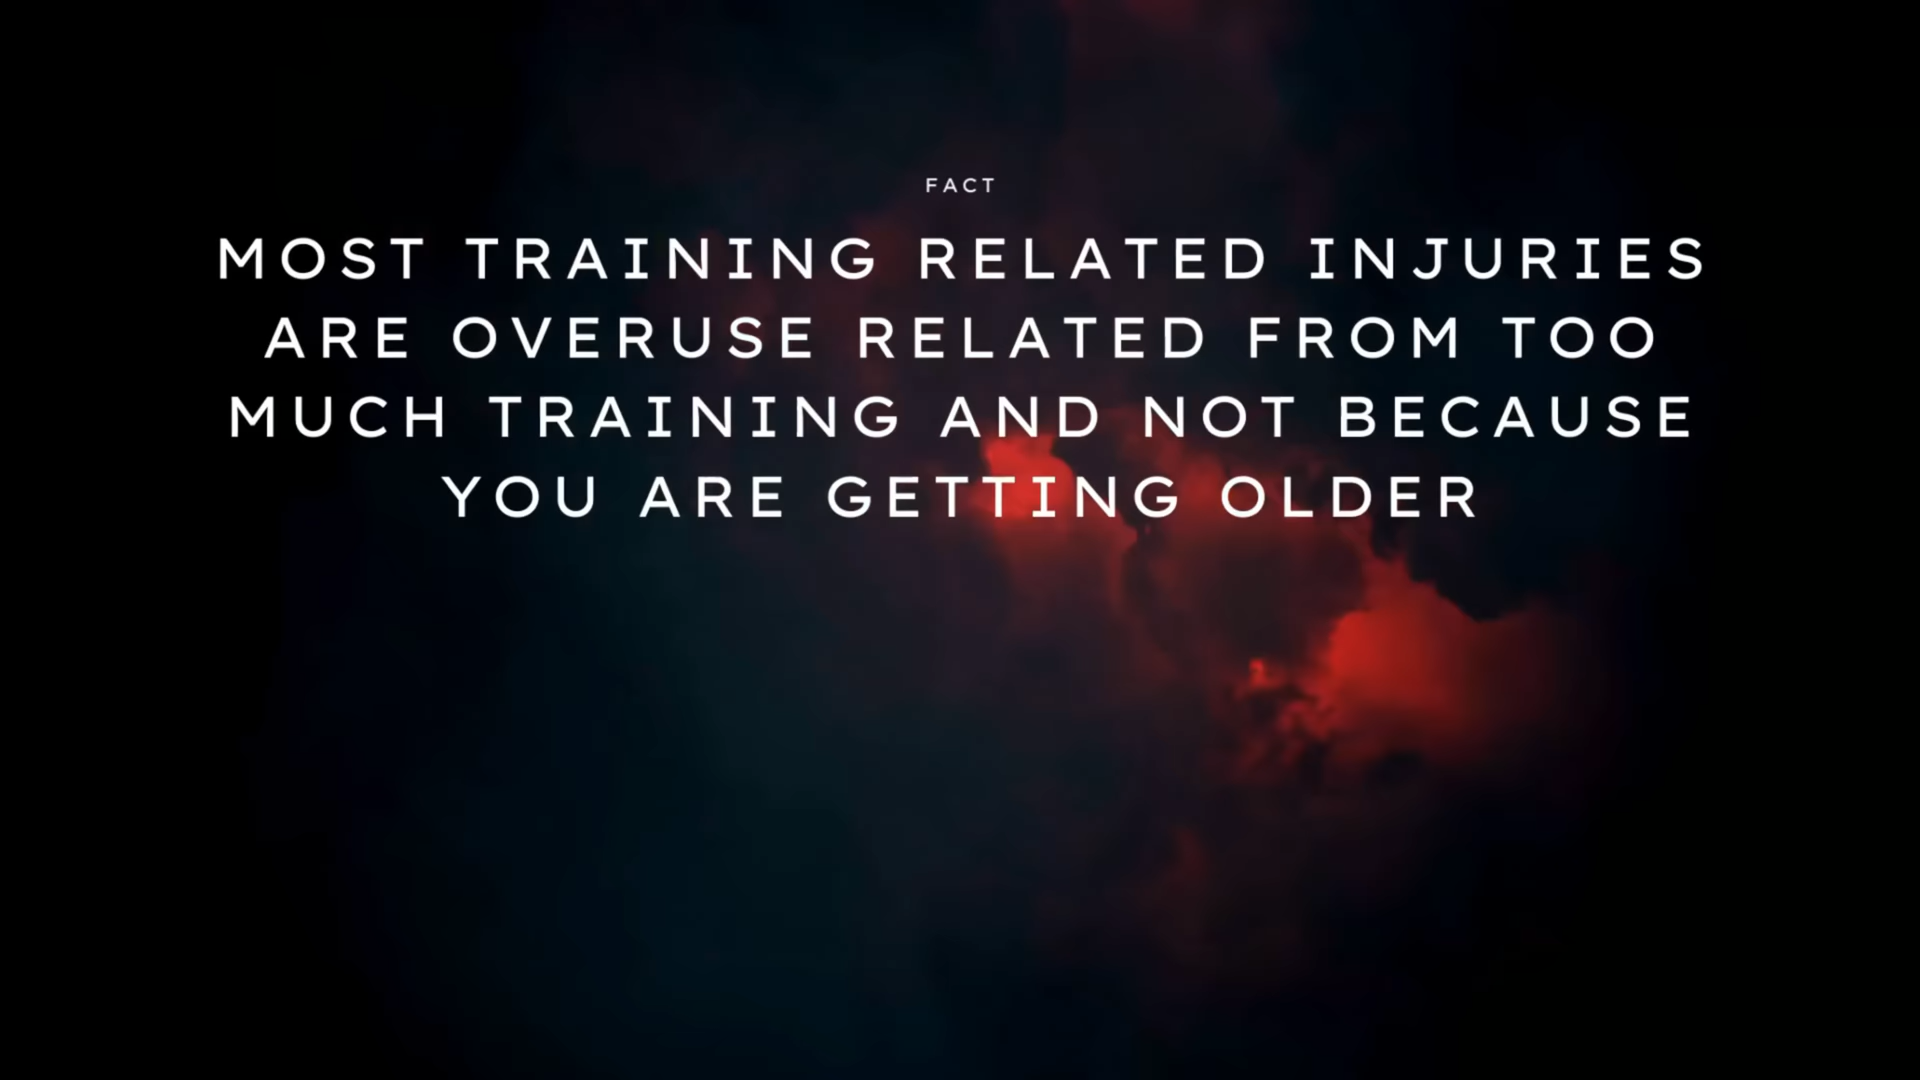 FACT
MOST TRAINING RELATED INJURIES
ARE OVERUSE RELATED FROM TOO
MUCH TRAINING AND NOT BECAUSE
YOU ARE GETTING OLDER